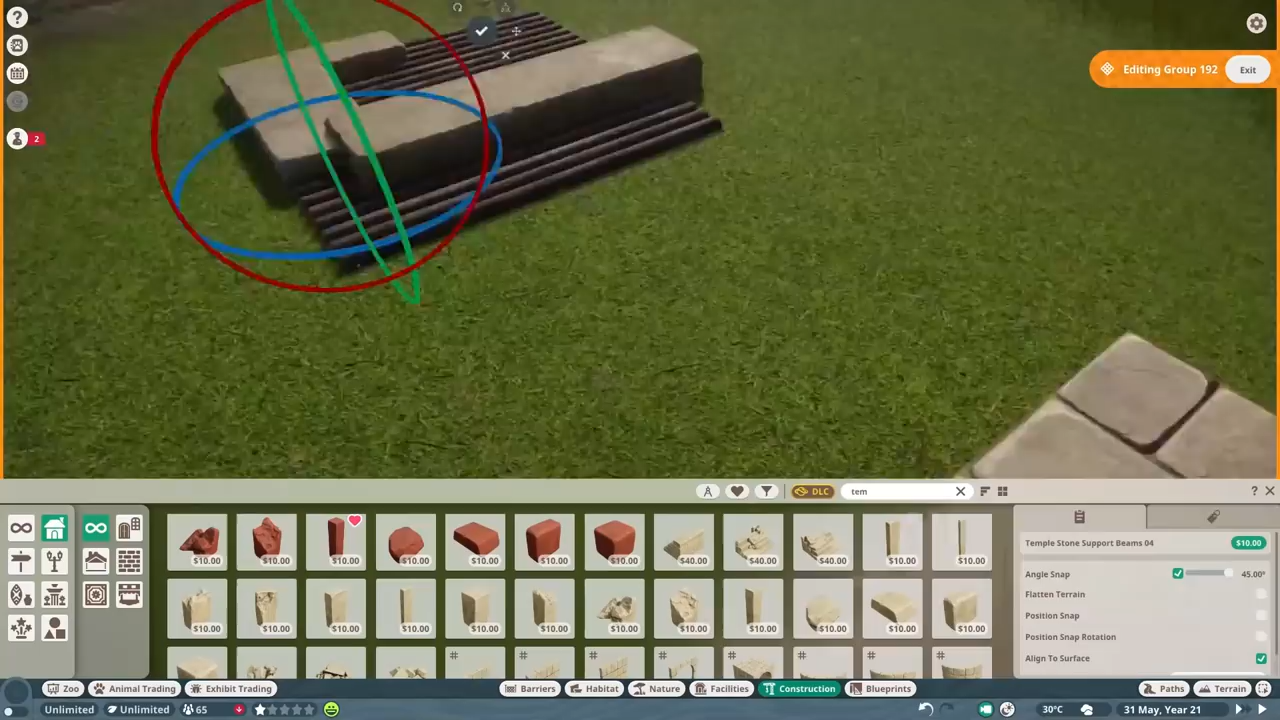 ?
Editing Group 192
Exit
2
DLC
tem
?
$10.00
$10.00
$10.00
$10.00
$10.00
$10.00
$10.00
$40.00
$40.00
$40.00
$10.00
$10.00
$10.00
$10.00
$10.00
$10.00
$10.00
$10.00
$10.00
$10.00
$10.00
$10.00
$10.00
$10.00
Temple Stone Support Beams 04
$10.00
Angle Snap
45.00°
Flatten Terrain
Position Snap
Position Snap Rotation
Align To Surface
Zoo
Animal Trading
Exhibit Trading
Barriers
Habitat
Nature
Facilities
Construction
Blueprints
Paths
Terrain
Unlimited
Unlimited
65
30°C
31 May, Year 21